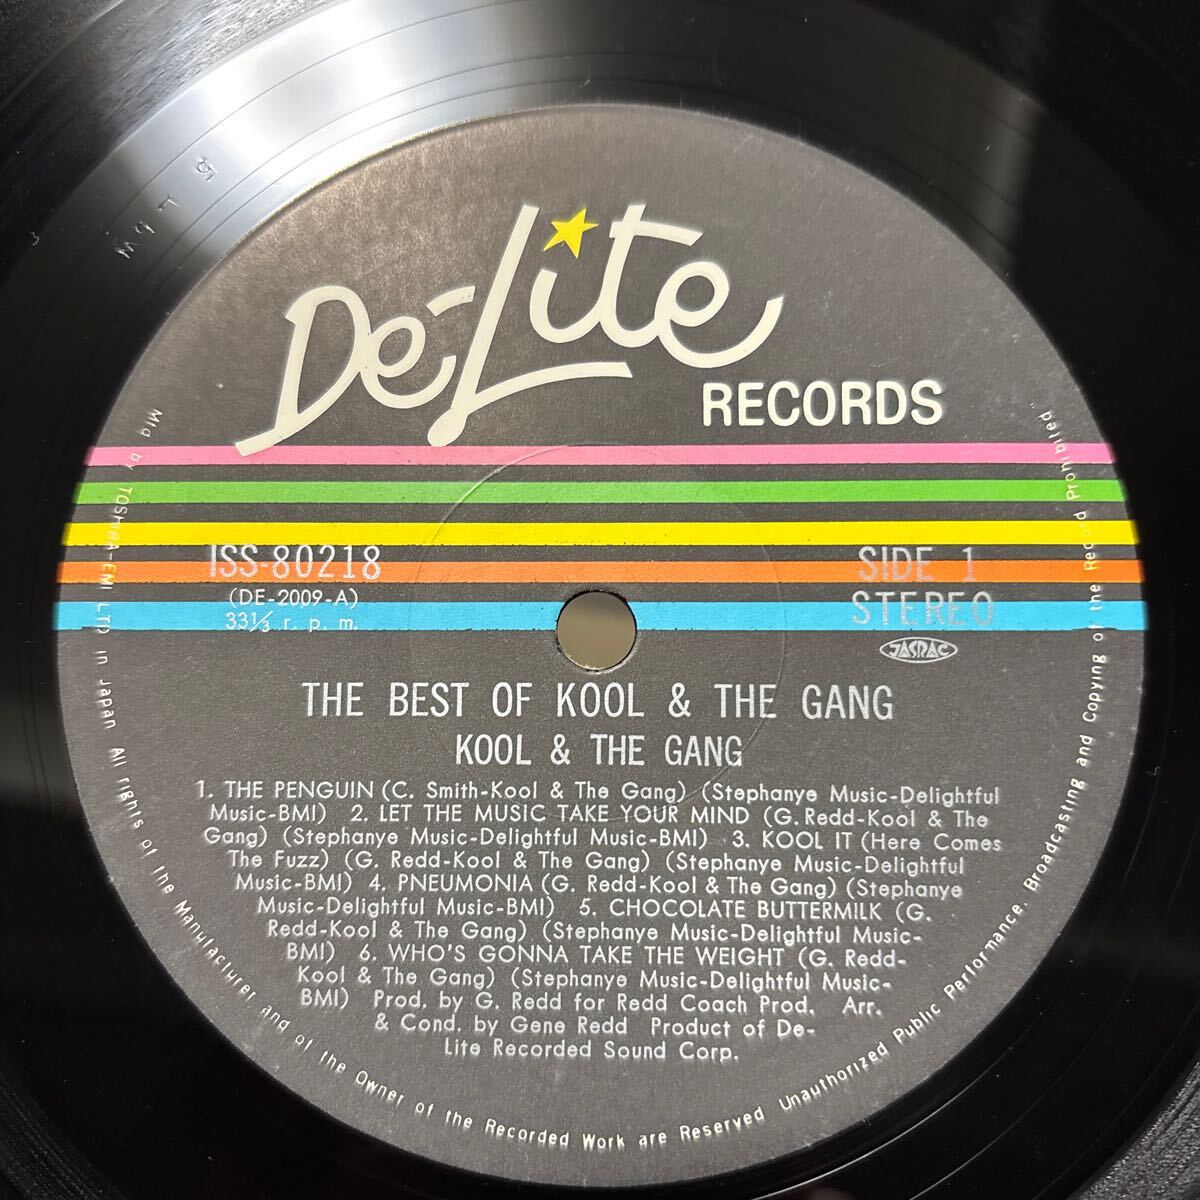 De-Lite
RECORDS
ISS-80218
(DE-2009-A)
33⅓ r. p. m.
SIDE 1
STEREO
JASRAC
THE BEST OF KOOL & THE GANG
KOOL & THE GANG
1. THE PENGUIN (C. Smith-Kool & The Gang) (Stephanye Music-Delightful
Music-BMI) 2. LET THE MUSIC TAKE YOUR MIND (G. Redd-Kool & The
Gang) (Stephanye Music-Delightful Music-BMI) 3. KOOL IT (Here Comes
The Fuzz) (G. Redd-Kool & The Gang) (Stephanye Music-Delightful
Music-BMI) 4. PNEUMONIA (G. Redd-Kool & The Gang) (Stephanye
Music-Delightful Music-BMI) 5. CHOCOLATE BUTTERMILK (G.
Redd-Kool & The Gang) (Stephanye Music-Delightful Music-
BMI) 6. WHO'S GONNA TAKE THE WEIGHT (G. Redd-
Kool & The Gang) (Stephanye Music-Delightful Music-
BMI) Prod. by G. Redd for Redd Coach Prod. Arr.
& Cond. by Gene Redd Product of De-
Lite Recorded Sound Corp.
Mfd by TOSHIBA-EMI LTD in Japan All rights of the Manufacturer and of the Owner of the Recorded Work are Reserved Unauthorized Public Performance, Broadcasting and Copying of the Record Prohibited